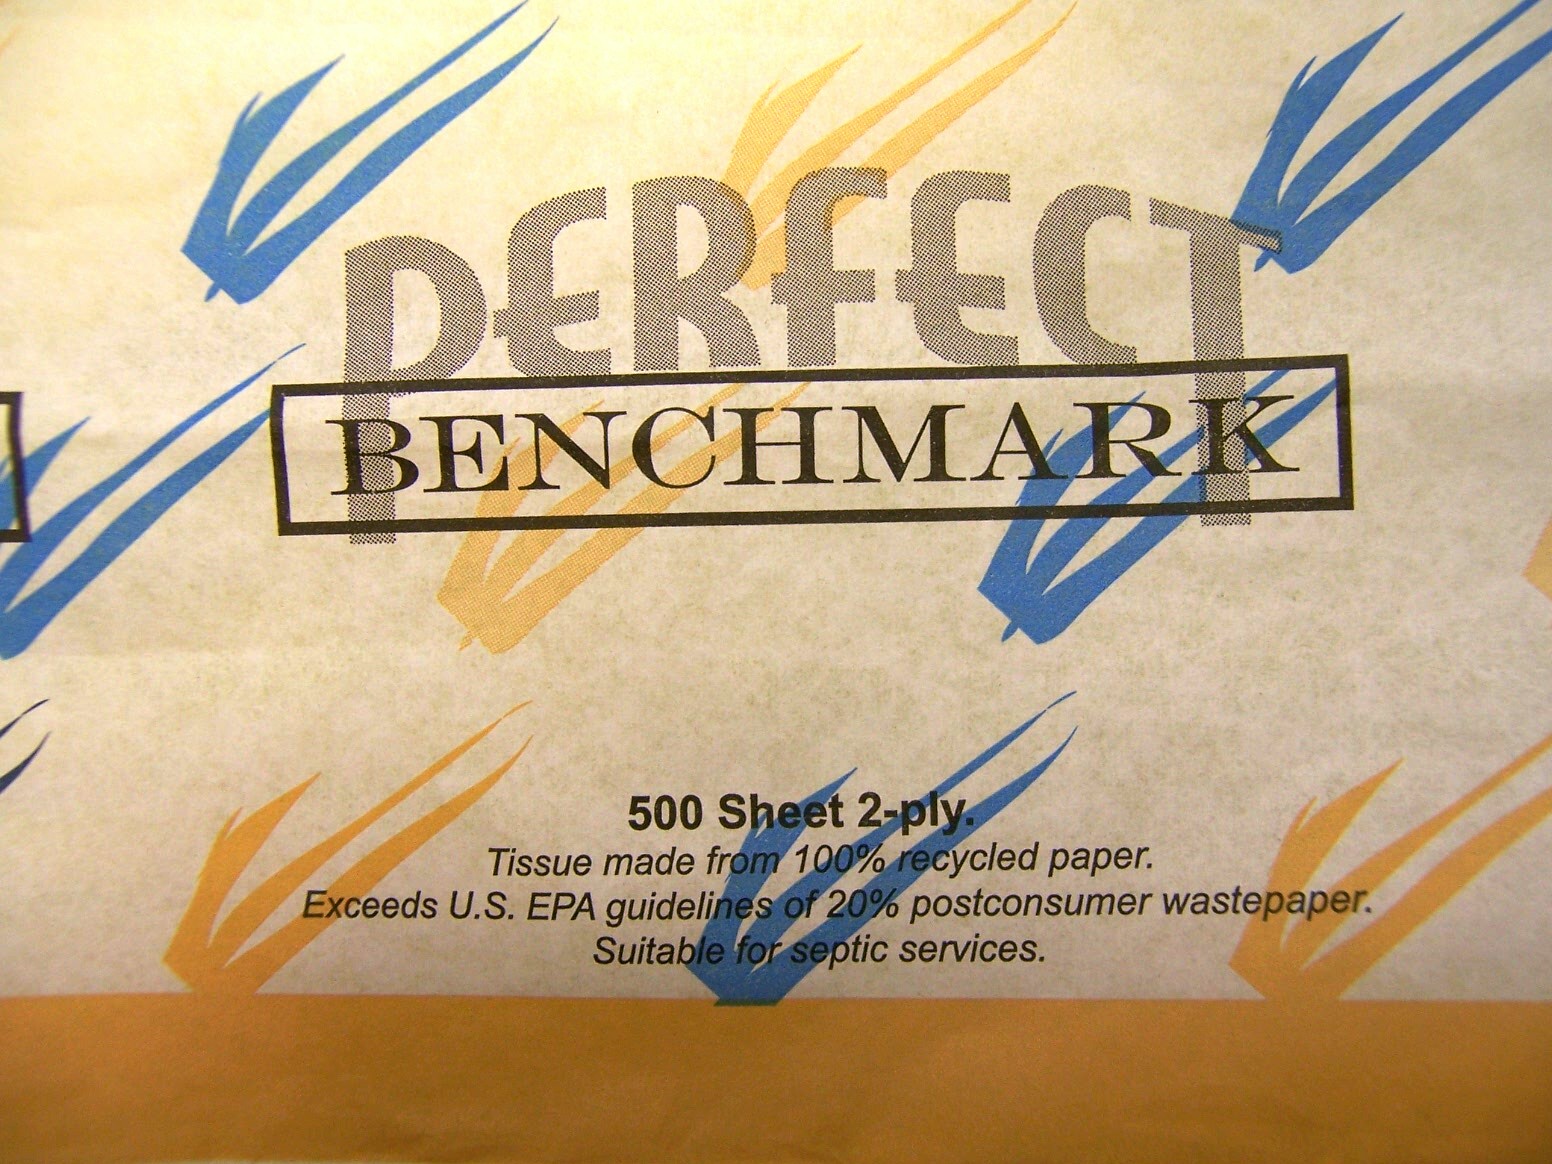 PERFECT
BENCHMARK
500 Sheet 2-ply.
Tissue made from 100% recycled paper.
Exceeds U.S. EPA guidelines of 20% postconsumer wastepaper.
Suitable for septic services.